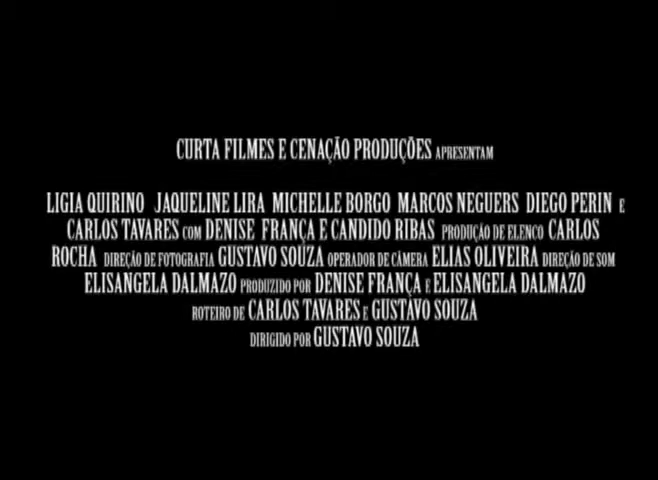 CURTA FILMES E CENAÇÃO PRODUÇÕES APRESENTAM
LIGIA QUIRINO JAQUELINE LIRA MICHELLE BORGO MARCOS NEGUERS DIEGO PERIN E
CARLOS TAVARES COM DENISE FRANÇA E CANDIDO RIBAS PRODUÇÃO DE ELENCO CARLOS
ROCHA DIREÇÃO DE FOTOGRAFIA GUSTAVO SOUZA OPERADOR DE CÂMERA ELIAS OLIVEIRA DIREÇÃO DE SOM
ELISANGELA DALMAZO PRODUZIDO POR DENISE FRANÇA E ELISANGELA DALMAZO
ROTEIRO DE CARLOS TAVARES E GUSTAVO SOUZA
DIRIGIDO POR GUSTAVO SOUZA